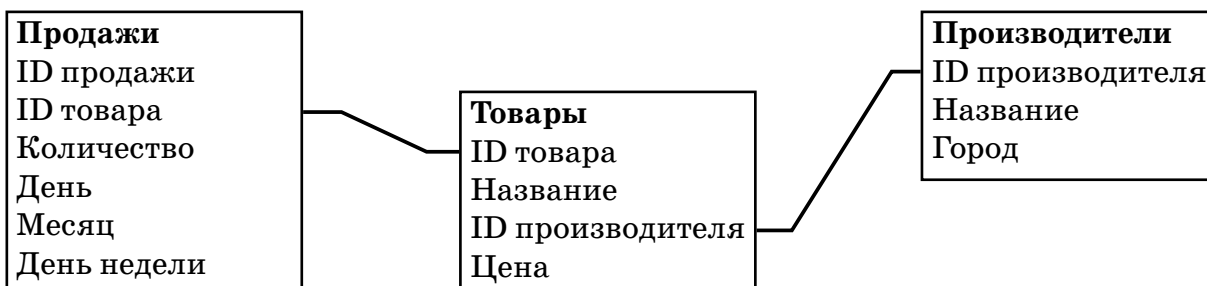 Продажи
ID продажи
ID товара
Количество
День
Месяц
День недели
Товары
ID товара
Название
ID производителя
Цена
Производители
ID производителя
Название
Город